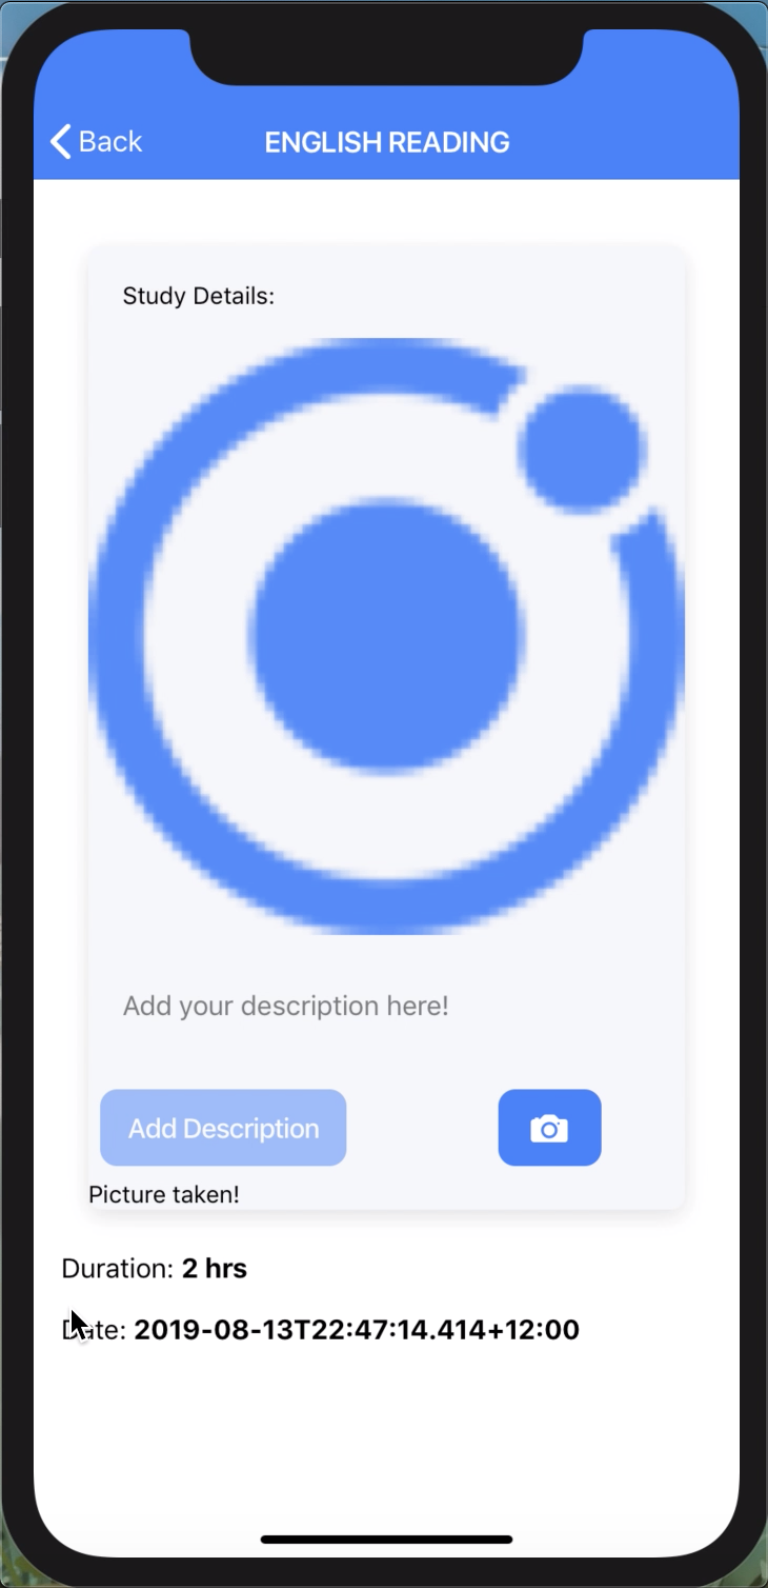 Back
ENGLISH READING
Study Details:
Add your description here!
Add Description
Picture taken!
Duration: 2 hrs
Date: 2019-08-13T22:47:14.414+12:00